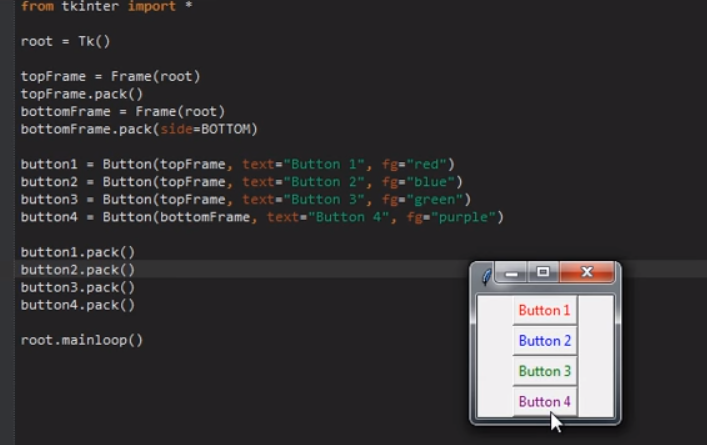 from tkinter import *
root = Tk()
topFrame = Frame(root)
topFrame.pack()
bottomFrame = Frame(root)
bottomFrame.pack(side=BOTTOM)
button1 = Button(topFrame, text="Button 1", fg="red")
button2 = Button(topFrame, text="Button 2", fg="blue")
button3 = Button(topFrame, text="Button 3", fg="green")
button4 = Button(bottomFrame, text="Button 4", fg="purple")
button1.pack()
button2.pack()
button3.pack()
button4.pack()
root.mainloop()
Button 1
Button 2
Button 3
Button 4